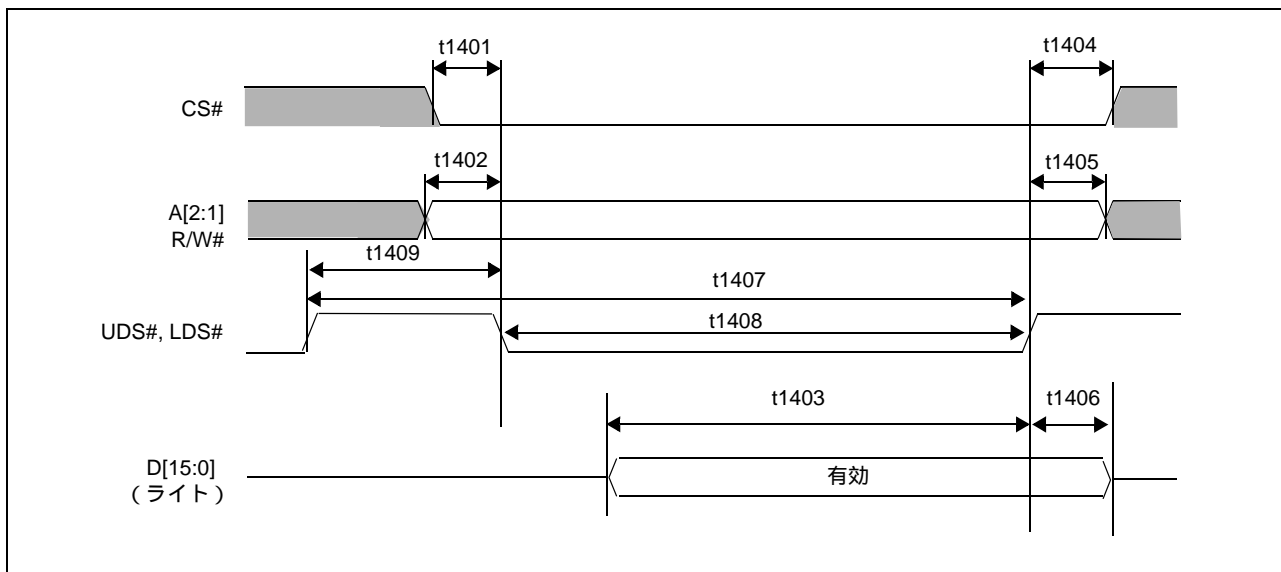 t1401
t1404
CS#
t1402
t1405
A[2:1]
R/W#
t1409
t1407
UDS#, LDS#
t1408
t1403
t1406
D[15:0]
（ライト）
有効